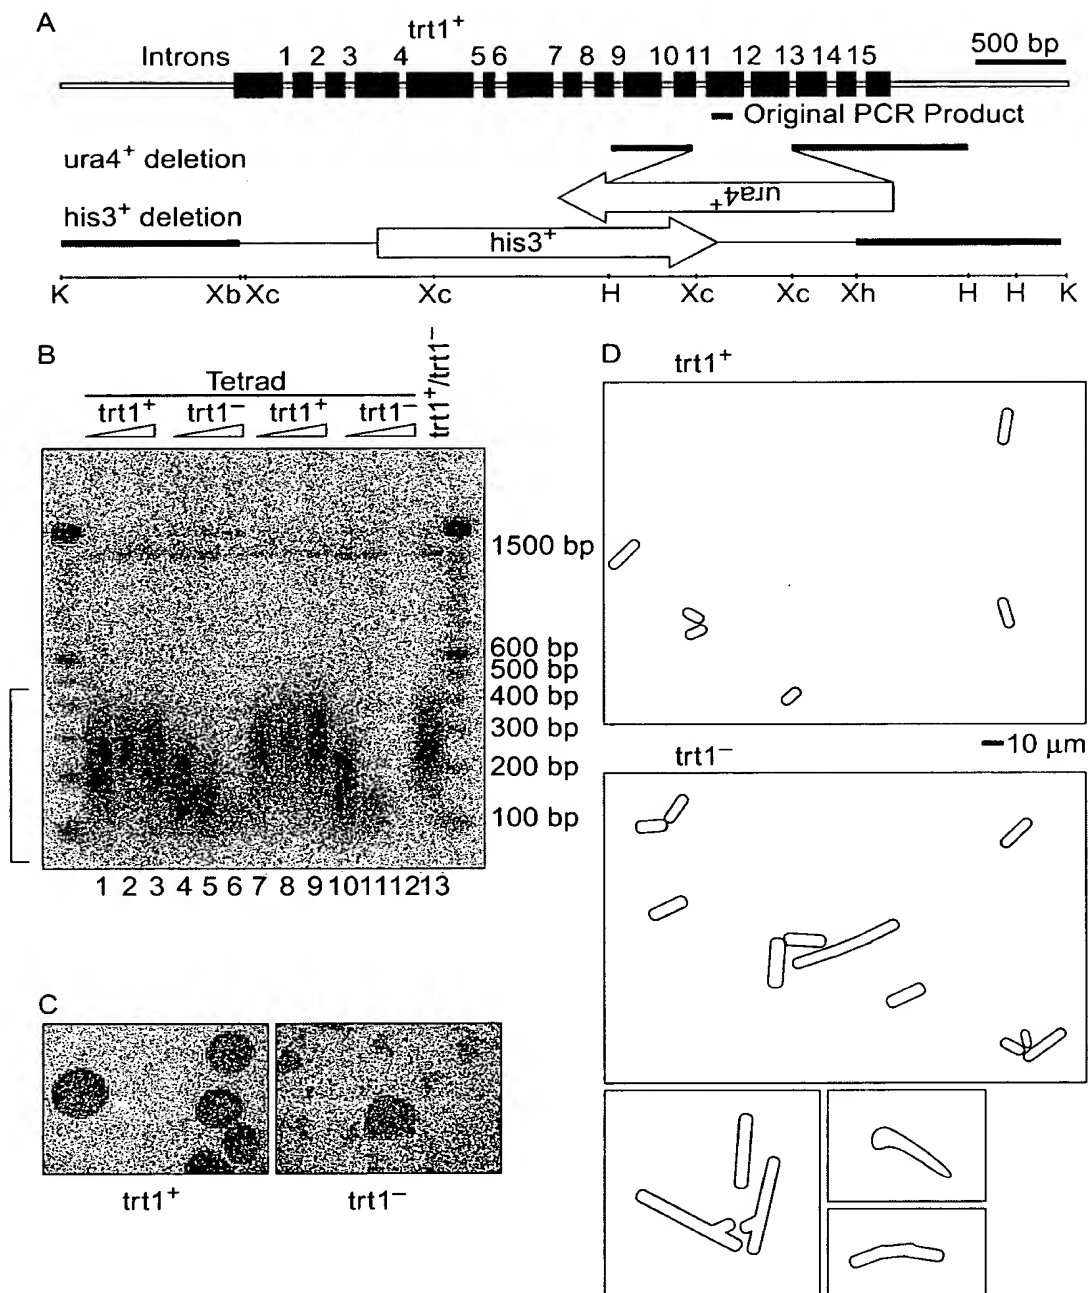 A
trt1+
Introns 1 2 3 4 5 6 7 8 9 10 11 12 13 14 15
500 bp
Original PCR Product
ura4+ deletion
ura4+
his3+ deletion
his3+
K Xb Xc Xc H Xc Xc Xh H H K
B
Tetrad
trt1+ trt1– trt1+ trt1– trt1+/trt1–
1500 bp
600 bp
500 bp
400 bp
300 bp
200 bp
100 bp
1 2 3 4 5 6 7 8 9 10 11 12 13
C
trt1+ trt1–
D
trt1+
10 μm
trt1–